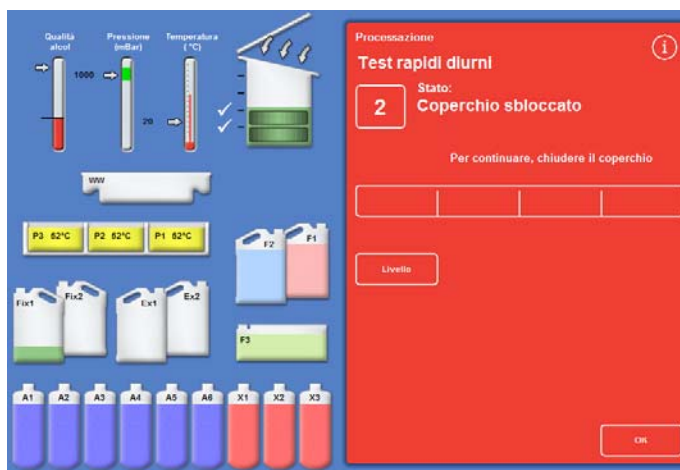 Qualità
alcol
Pressione
(mBar)
Temperatura
( °C)
1000
20
WW
P3 62°C
P2 62°C
P1 62°C
F2
F1
Fix1
Fix2
Ex1
Ex2
F3
A1
A2
A3
A4
A5
A6
X1
X2
X3
Processazione
i
Test rapidi diurni
2
Stato:
Coperchio sbloccato
Per continuare, chiudere il coperchio
Livello
OK